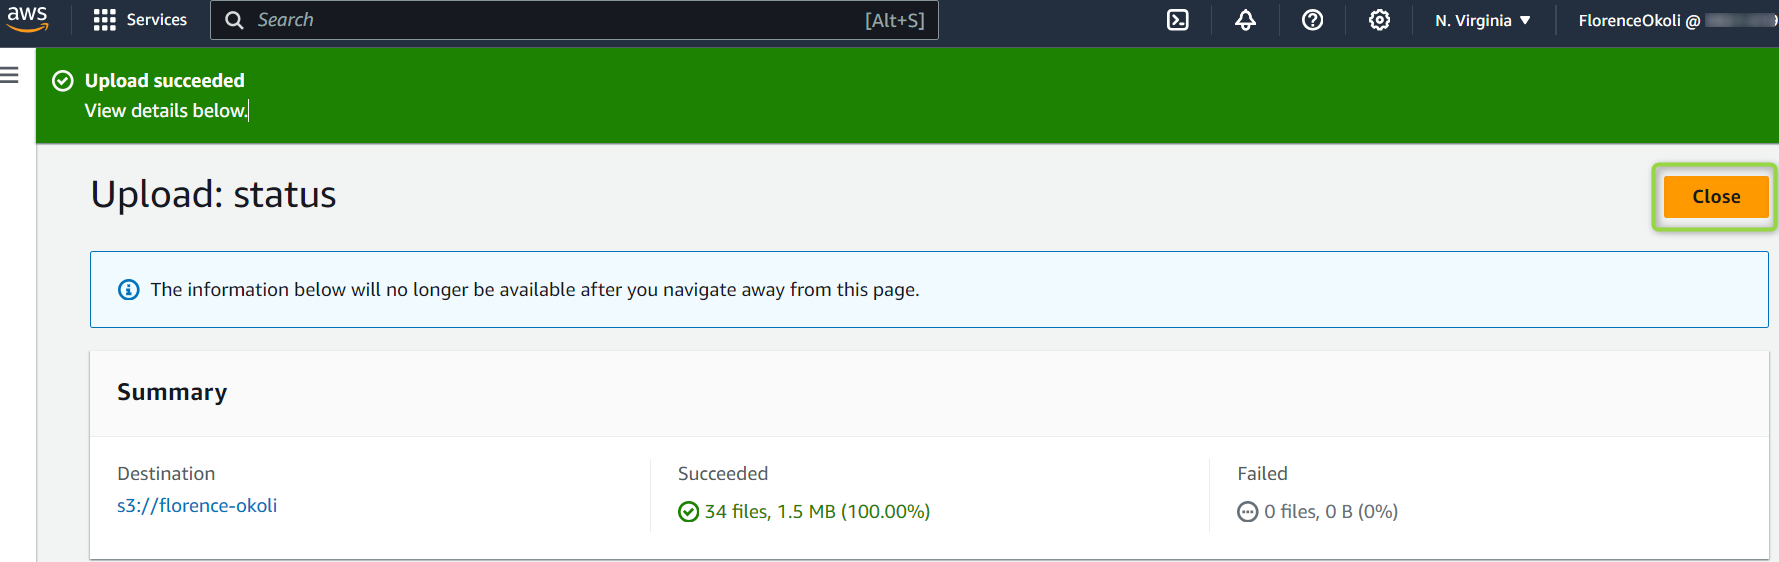 aws Services Search [Alt+S] N. Virginia FlorenceOkoli @
Upload succeeded
View details below.
Upload: status
Close
The information below will no longer be available after you navigate away from this page.
Summary
Destination Succeeded Failed
s3://florence-okoli 34 files, 1.5 MB (100.00%) 0 files, 0 B (0%)